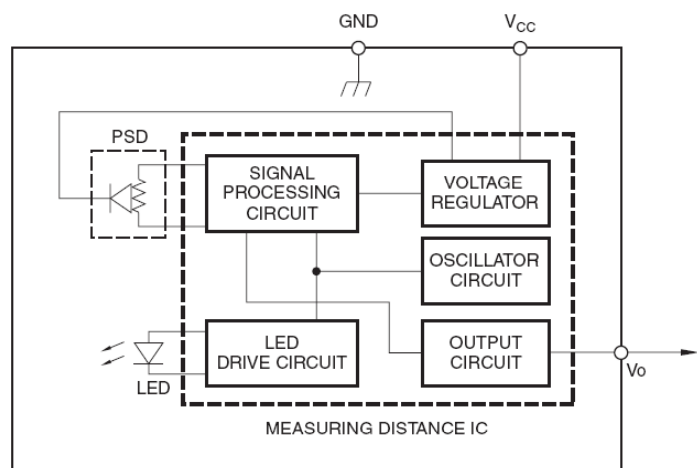 GND
V_CC
PSD
SIGNAL
PROCESSING
CIRCUIT
VOLTAGE
REGULATOR
OSCILLATOR
CIRCUIT
LED
DRIVE CIRCUIT
OUTPUT
CIRCUIT
LED
Vo
MEASURING DISTANCE IC